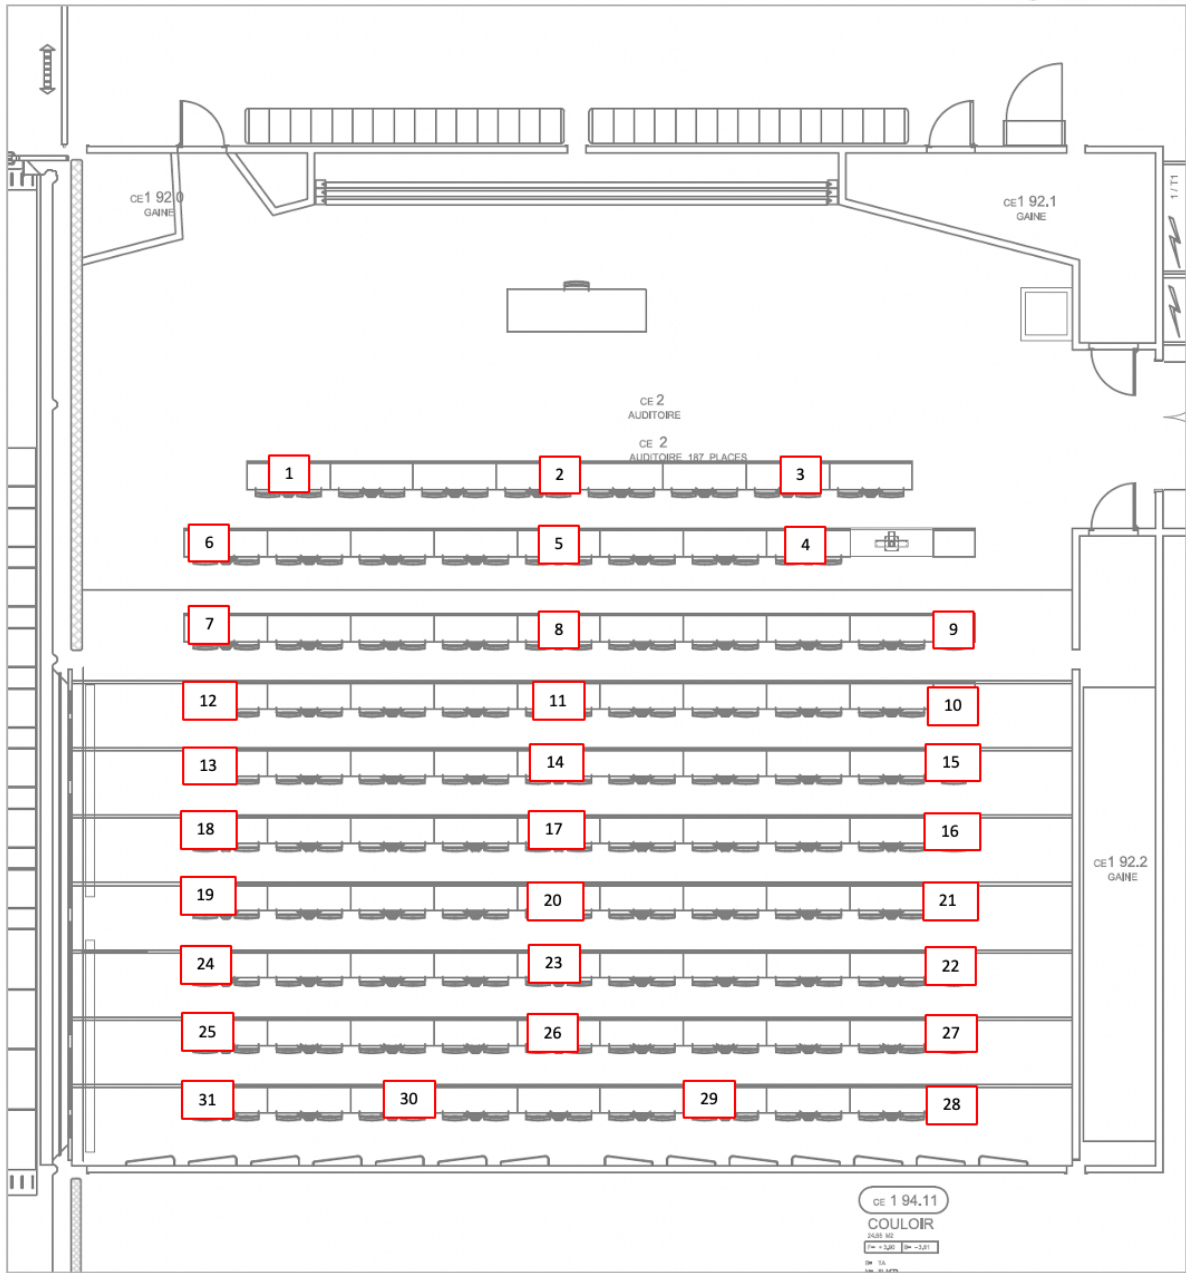 CE1 92.0
GAINE
CE1 92.1
GAINE
1 / T1
CE 2
AUDITOIRE
CE 2
AUDITOIRE 187 PLACES
1 2 3
6 5 4
7 8 9
12 11 10
13 14 15
18 17 16
CE1 92.2
GAINE
19 20 21
24 23 22
25 26 27
31 30 29 28
CE 1 94.11
COULOIR